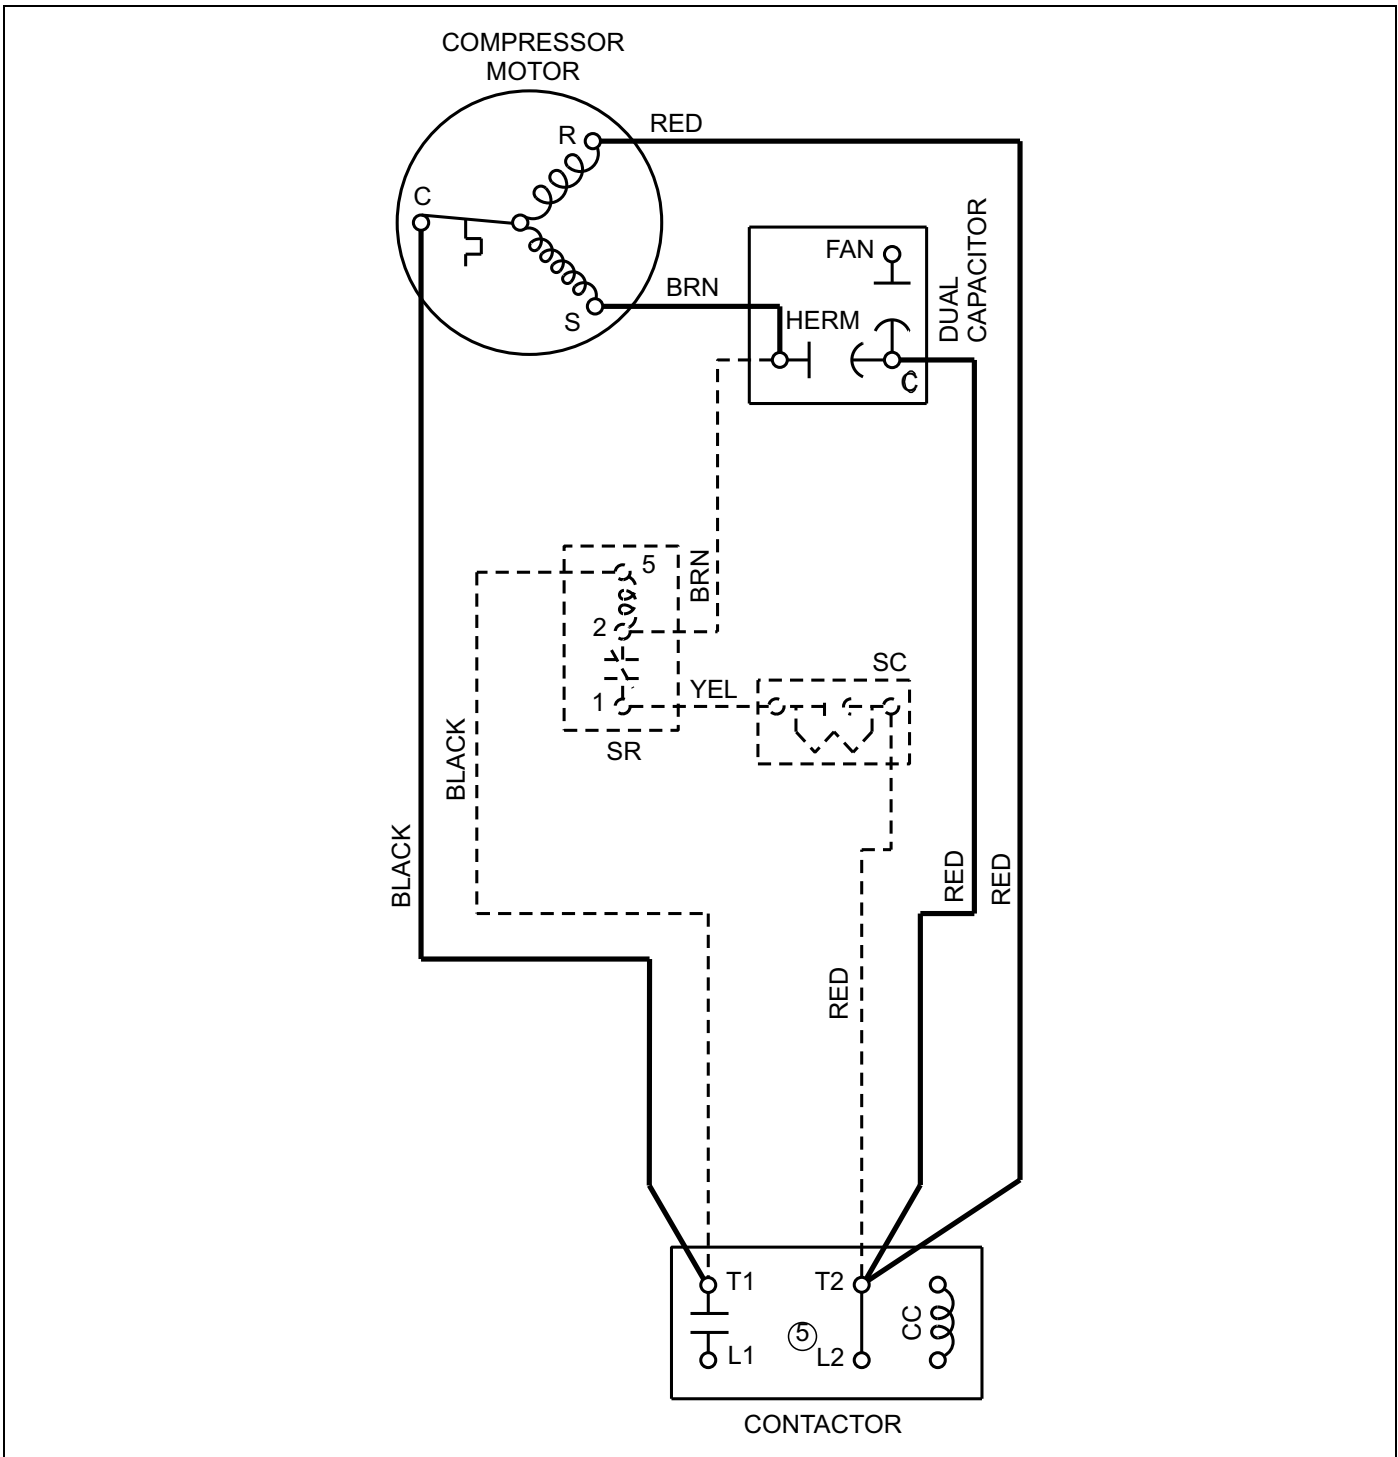 COMPRESSOR
MOTOR
R
RED
C
S
BRN
FAN
HERM
C
DUAL
CAPACITOR
5
2
1
SR
BRN
YEL
SC
BLACK
BLACK
RED
RED
RED
T1
T2
L1
5
L2
CC
CONTACTOR